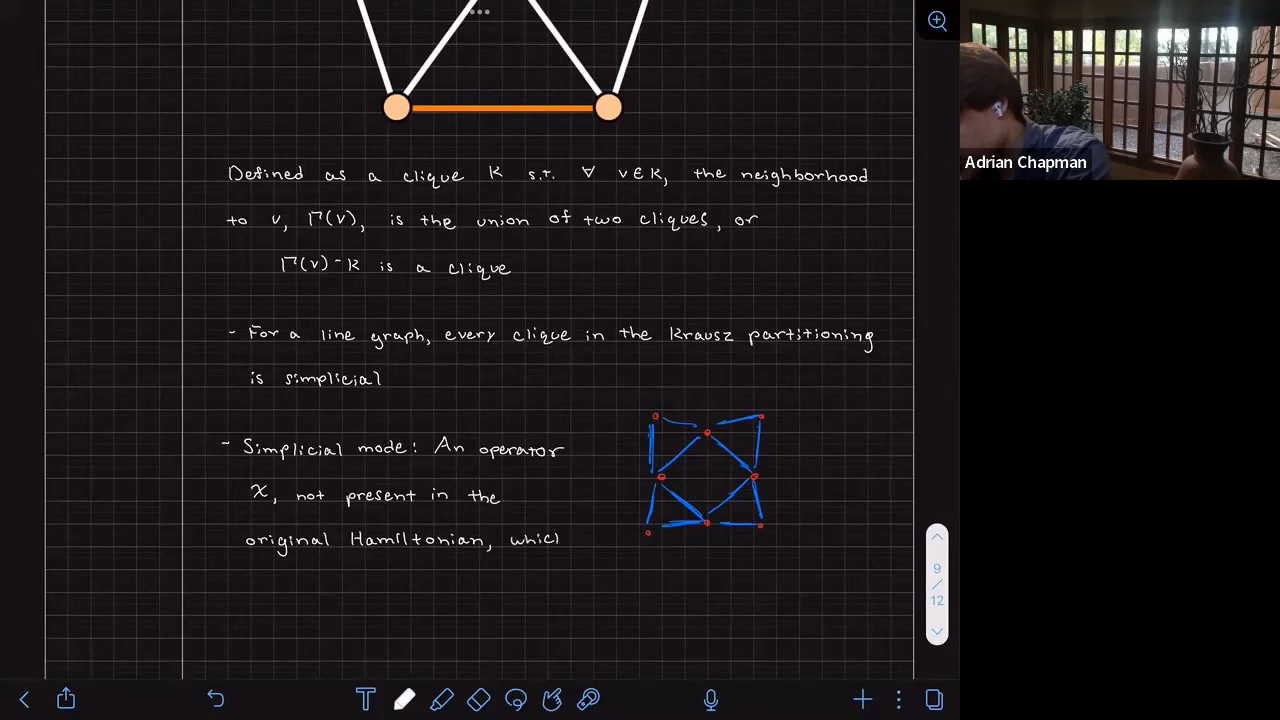 Defined as a clique K s.t. ∀ v∈K, the neighborhood
to v, Γ(v), is the union of two cliques, or
Γ(v)-K is a clique
- For a line graph, every clique in the Krausz partitioning
is simplicial
- Simplicial mode: An operator
χ, not present in the
original Hamiltonian, whicl
Adrian Chapman
9
/
12
T